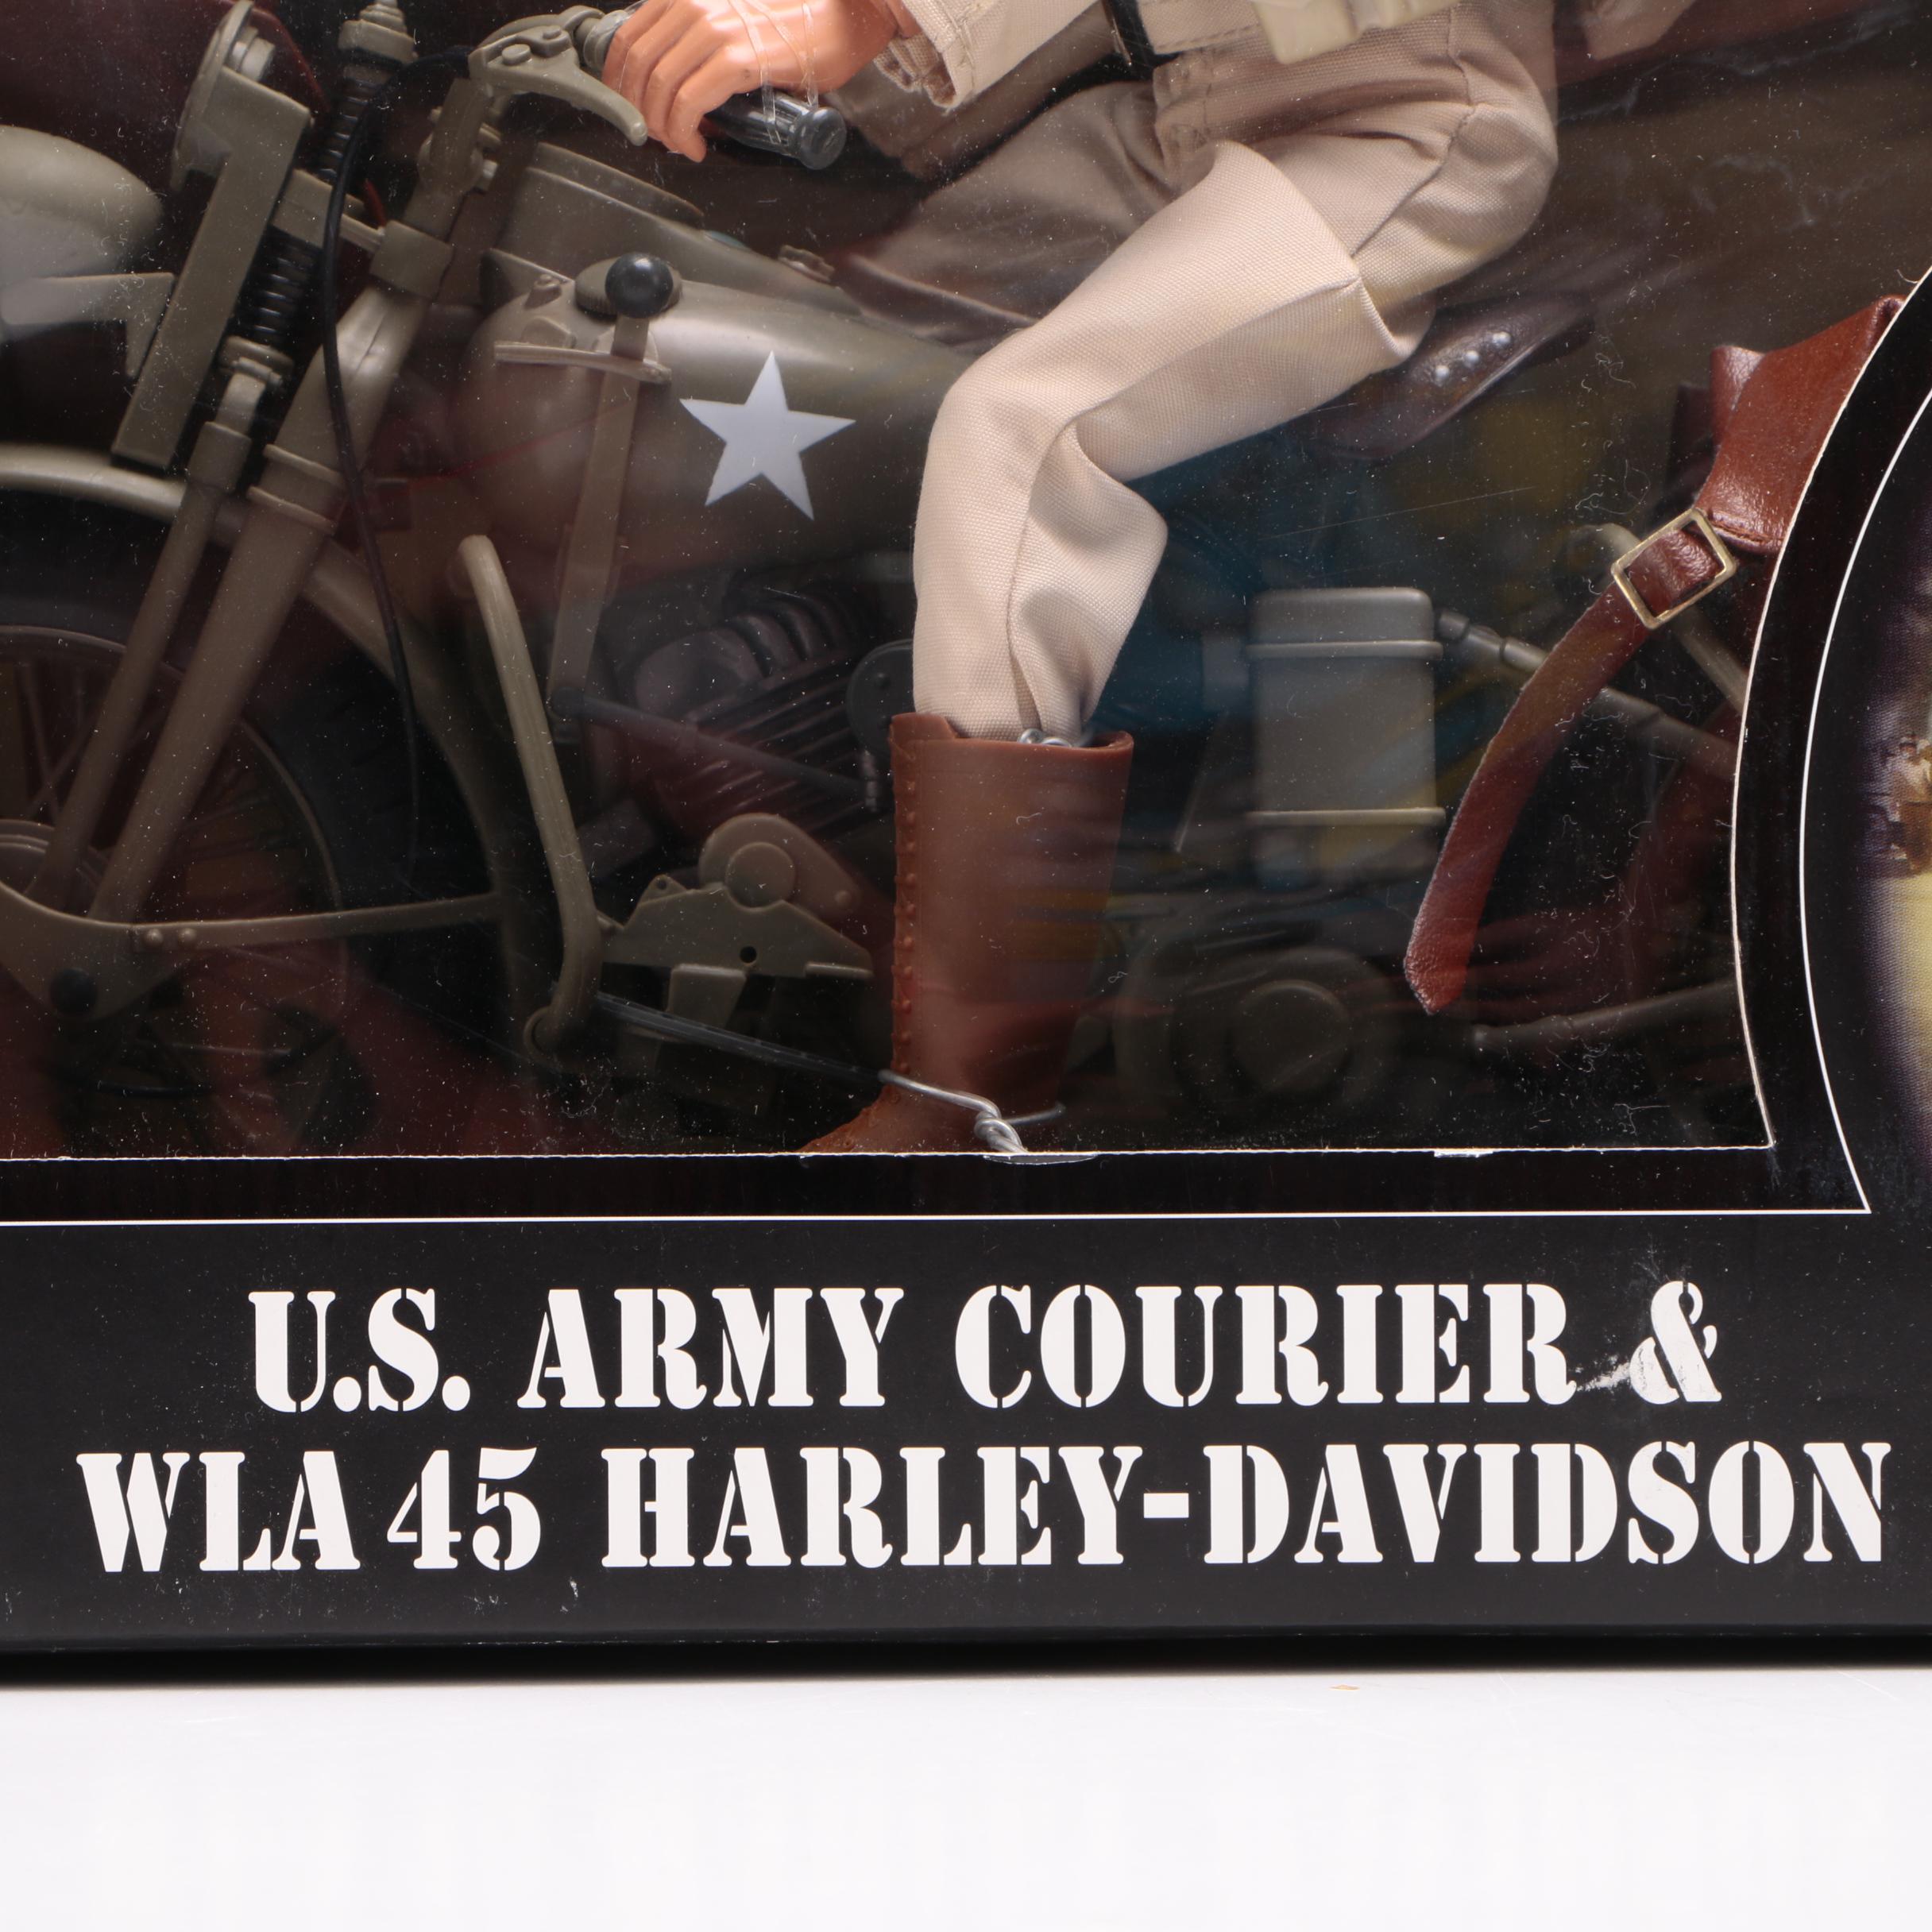 U.S. ARMY COURIER &
WLA 45 HARLEY-DAVIDSON